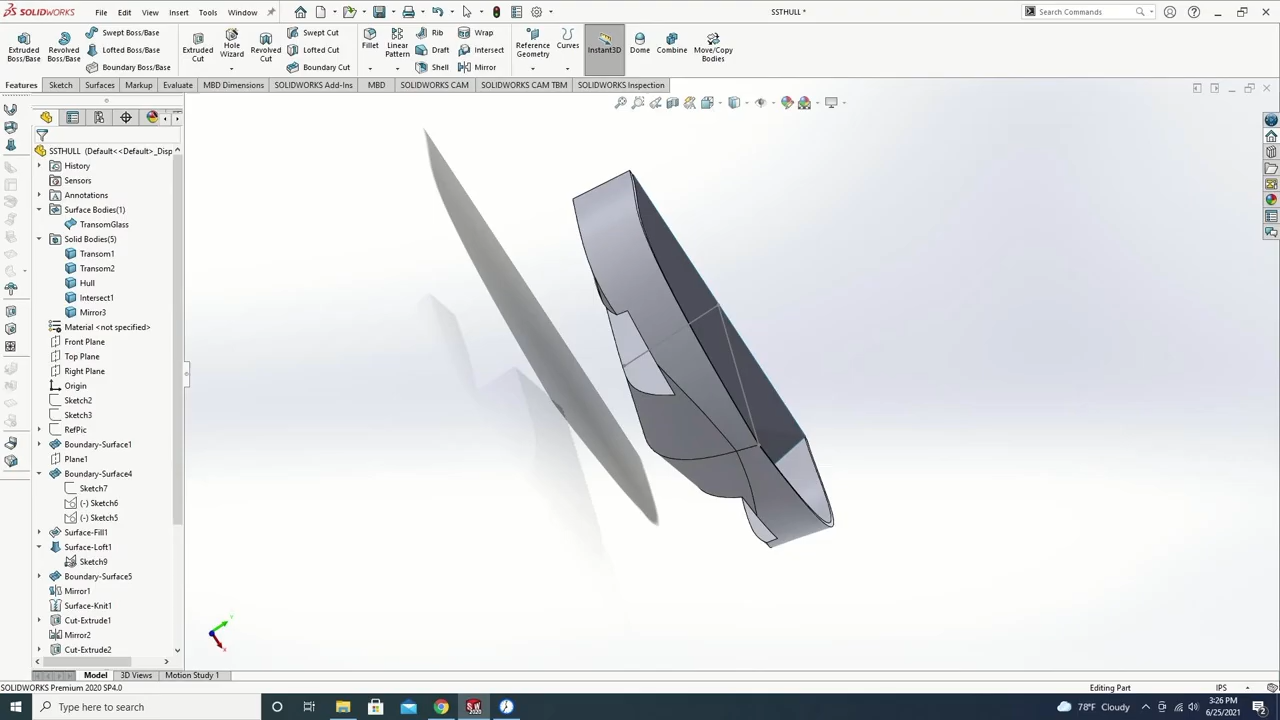 SOLIDWORKS File Edit View Insert Tools Window SSTHULL * Search Commands
Extruded Boss/Base Revolved Boss/Base Swept Boss/Base Lofted Boss/Base Boundary Boss/Base Extruded Cut Hole Wizard Revolved Cut Swept Cut Lofted Cut Boundary Cut Fillet Linear Pattern Rib Draft Shell Wrap Intersect Mirror Reference Geometry Curves Instant3D Dome Combine Move/Copy Bodies
Features Sketch Surfaces Markup Evaluate MBD Dimensions SOLIDWORKS Add-Ins MBD SOLIDWORKS CAM SOLIDWORKS CAM TBM SOLIDWORKS Inspection
SSTHULL (Default<<Default>_Disp
History
Sensors
Annotations
Surface Bodies(1)
TransomGlass
Solid Bodies(5)
Transom1
Transom2
Hull
Intersect1
Mirror3
Material <not specified>
Front Plane
Top Plane
Right Plane
Origin
Sketch2
Sketch3
RefPic
Boundary-Surface1
Plane1
Boundary-Surface4
Sketch7
(-) Sketch6
(-) Sketch5
Surface-Fill1
Surface-Loft1
Sketch9
Boundary-Surface5
Mirror1
Surface-Knit1
Cut-Extrude1
Mirror2
Cut-Extrude2
Model 3D Views Motion Study 1
SOLIDWORKS Premium 2020 SP4.0 Editing Part IPS
Type here to search 78°F Cloudy 3:26 PM
6/25/2021